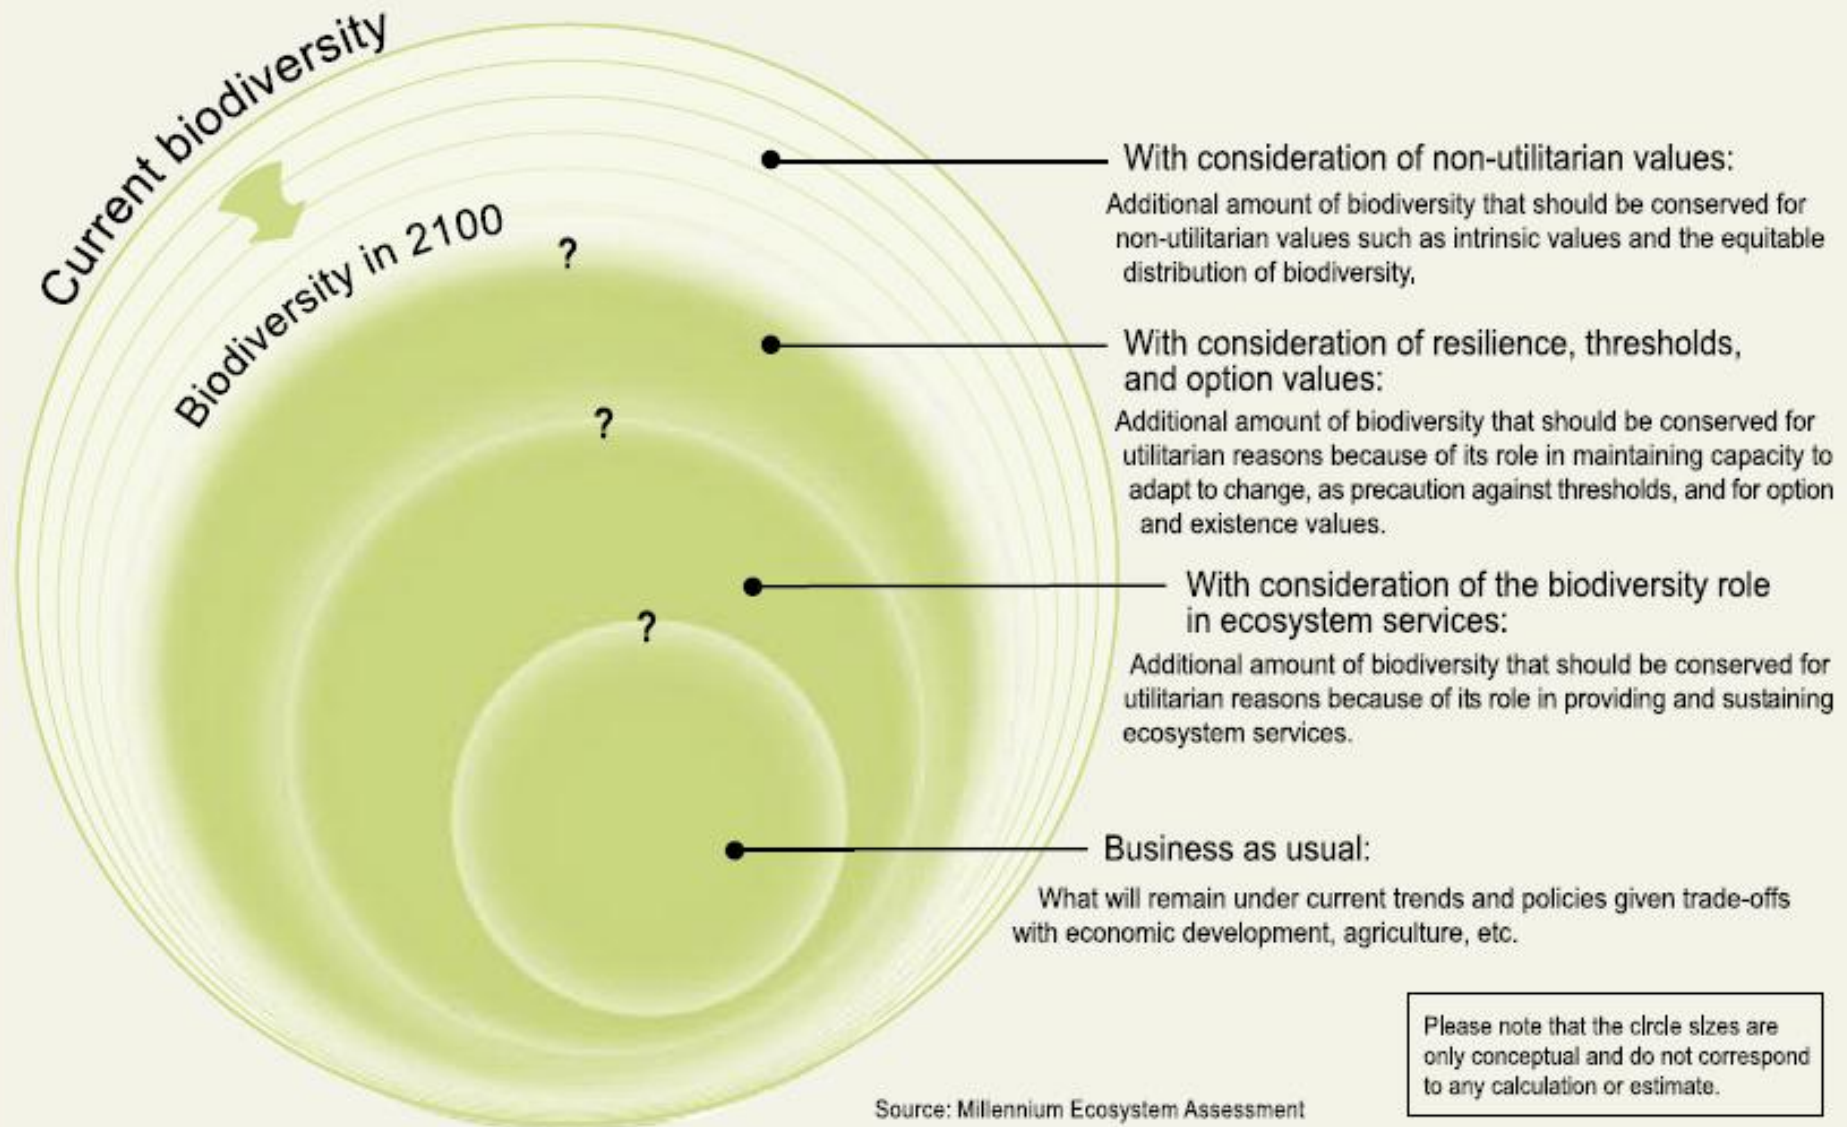 Current biodiversity
Biodiversity in 2100
?
?
?
With consideration of non-utilitarian values:
Additional amount of biodiversity that should be conserved for
non-utilitarian values such as intrinsic values and the equitable
distribution of biodiversity,
With consideration of resilience, thresholds,
and option values:
Additional amount of biodiversity that should be conserved for
utilitarian reasons because of its role in maintaining capacity to
adapt to change, as precaution against thresholds, and for option
and existence values.
With consideration of the biodiversity role
in ecosystem services:
Additional amount of biodiversity that should be conserved for
utilitarian reasons because of its role in providing and sustaining
ecosystem services.
Business as usual:
What will remain under current trends and policies given trade-offs
with economic development, agriculture, etc.
Please note that the circle sizes are
only conceptual and do not correspond
to any calculation or estimate.
Source: Millennium Ecosystem Assessment